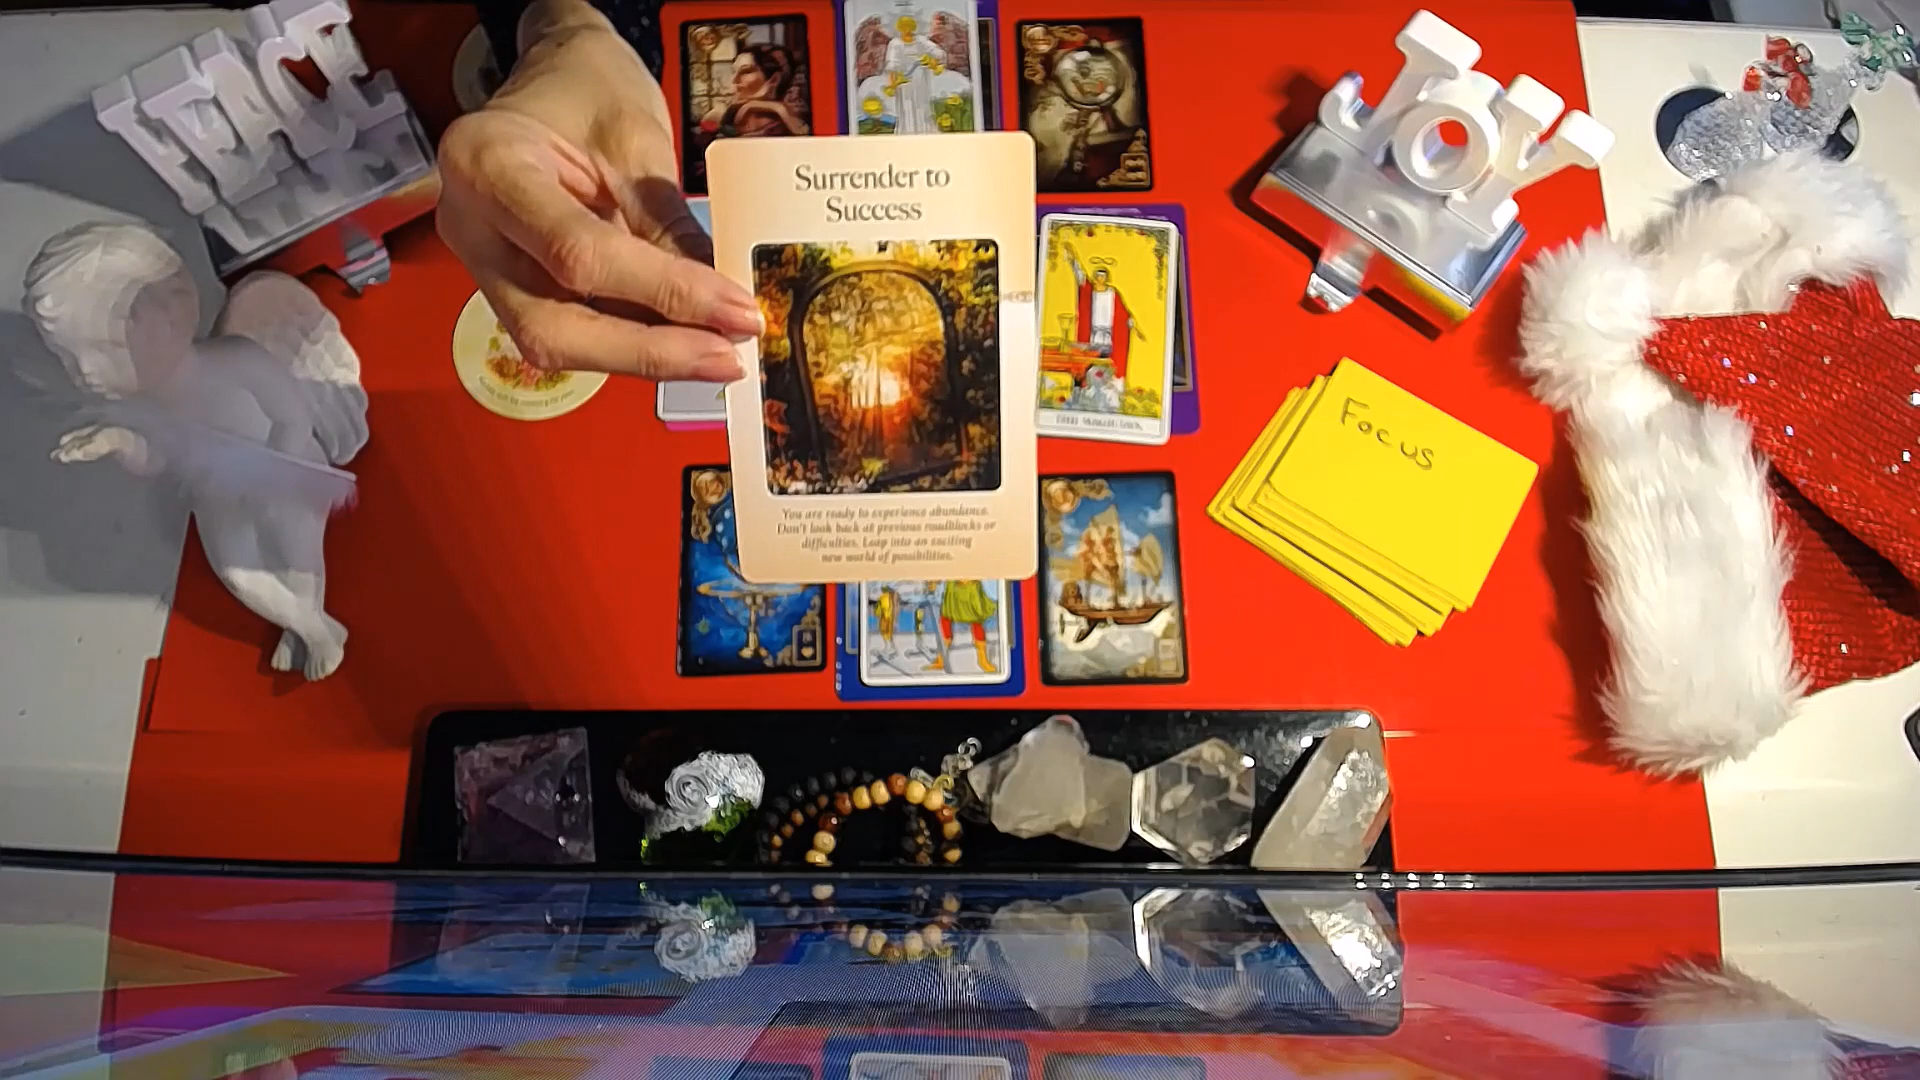 PEACE
JOY
Surrender to
Success
Focus
You are ready to experience abundance.
Don't look back at previous roadblocks or
difficulties. Leap into an exciting
new world of possibilities.